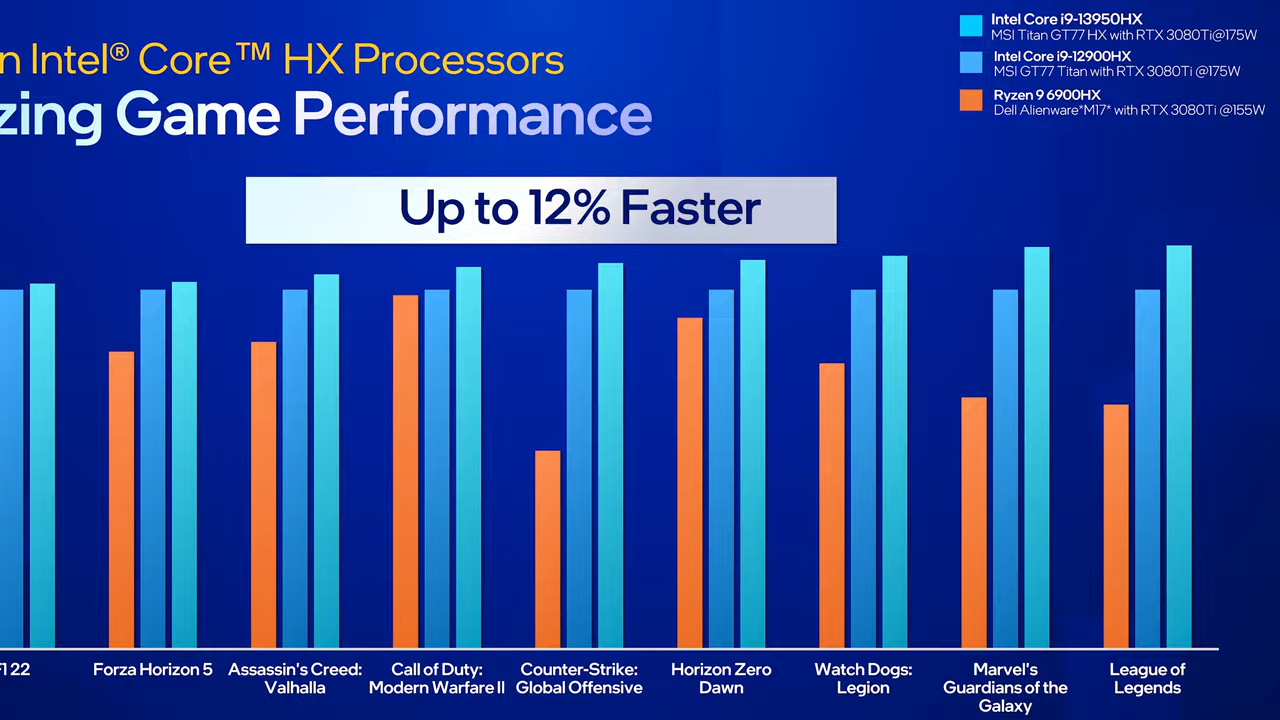 n Intel® Core™ HX Processors
zing Game Performance
Intel Core i9-13950HX
MSI Titan GT77 HX with RTX 3080Ti@175W
Intel Core i9-12900HX
MSI GT77 Titan with RTX 3080Ti @175W
Ryzen 9 6900HX
Dell Alienware*M17* with RTX 3080Ti @155W
Up to 12% Faster
F1 22
Forza Horizon 5
Assassin's Creed:
Valhalla
Call of Duty:
Modern Warfare II
Counter-Strike:
Global Offensive
Horizon Zero
Dawn
Watch Dogs:
Legion
Marvel's
Guardians of the
Galaxy
League of
Legends